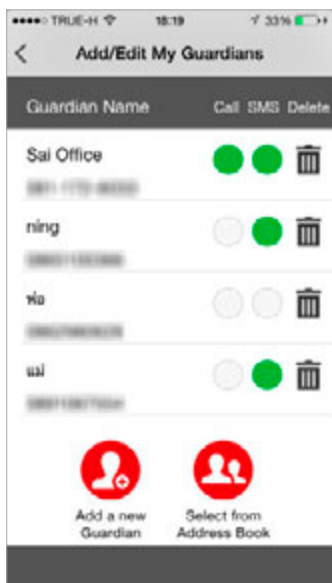 TRUE-H 18:19 33%
Add/Edit My Guardians
Guardian Name Call SMS Delete
Sai Office
ning
พ่อ
แม่
Add a new Select from
Guardian Address Book